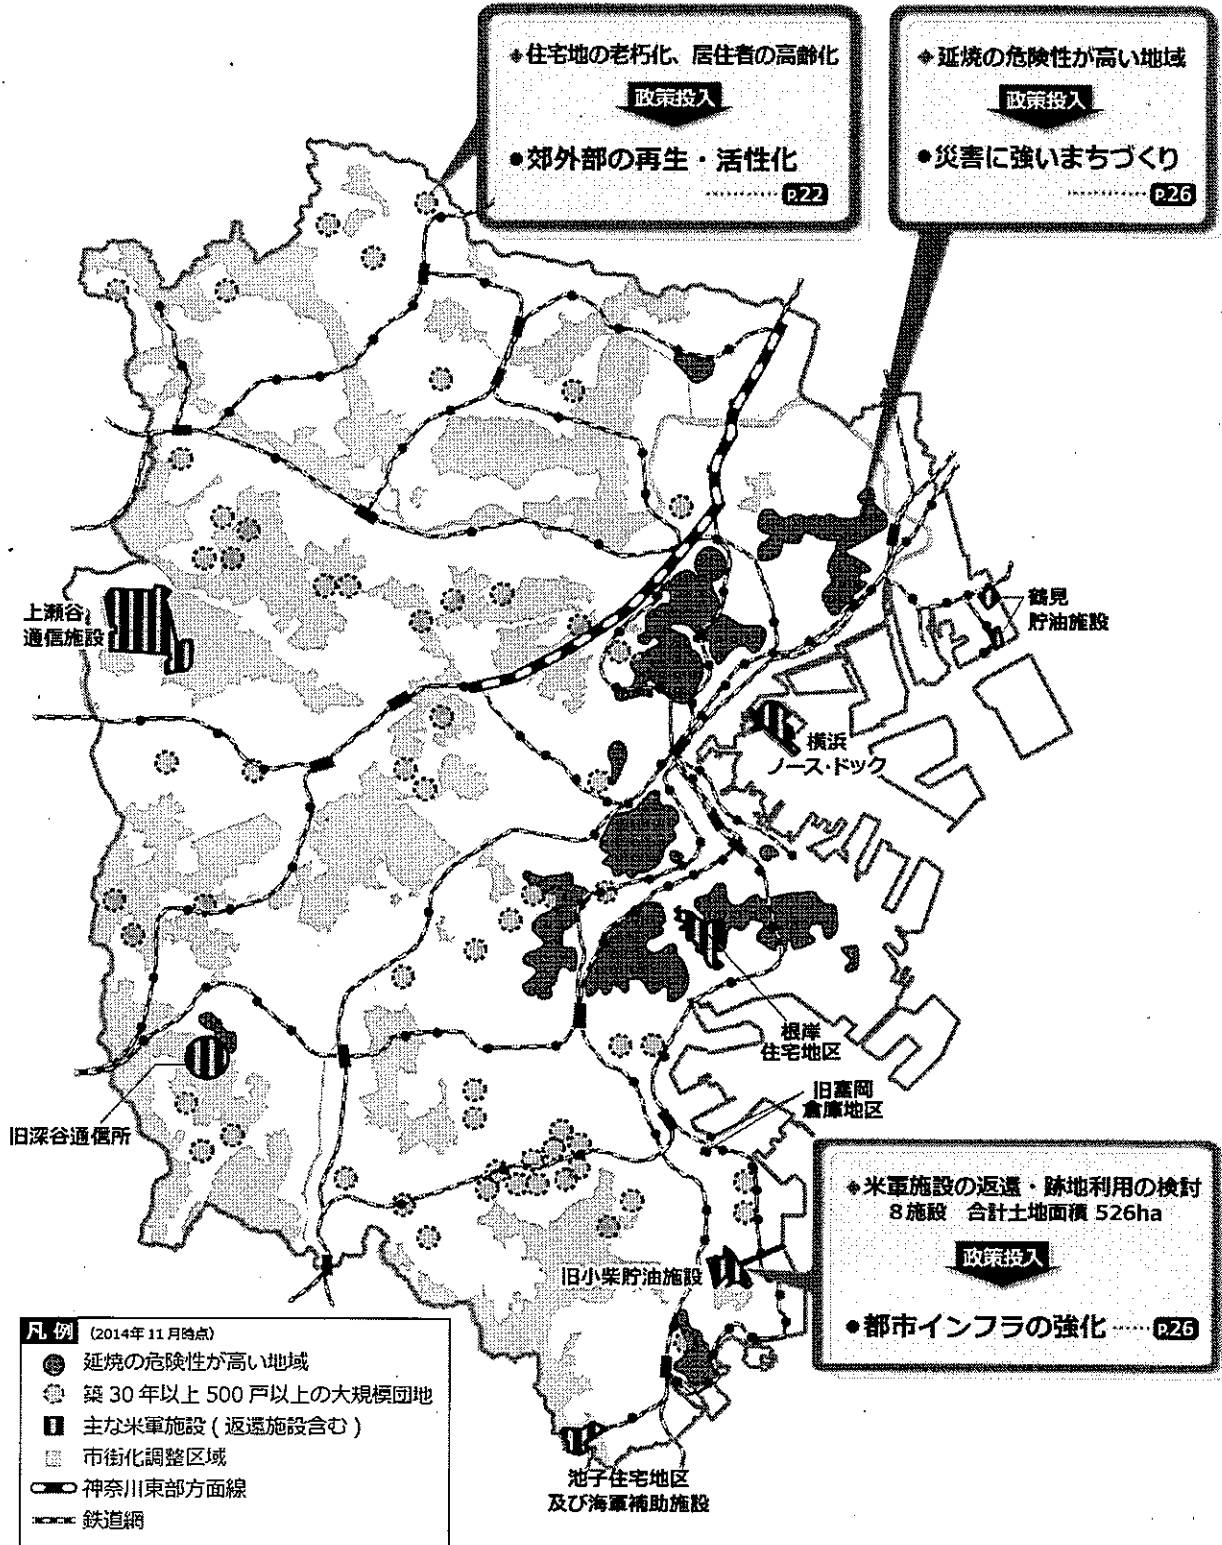 ◆住宅地の老朽化、居住者の高齢化
政策投入
●郊外部の再生・活性化
p.22
◆延焼の危険性が高い地域
政策投入
●災害に強いまちづくり
p.26
上瀬谷
通信施設
鶴見
貯油施設
横浜
ノース・ドック
根岸
住宅地区
旧富岡
倉庫地区
旧深谷通信所
◆米軍施設の返還・跡地利用の検討
8施設 合計土地面積 526ha
政策投入
●都市インフラの強化
p.26
旧小柴貯油施設
池子住宅地区
及び海軍補助施設
凡例 (2014年11月時点)
延焼の危険性が高い地域
築30年以上500戸以上の大規模団地
主な米軍施設(返還施設含む)
市街化調整区域
神奈川東部方面線
鉄道網